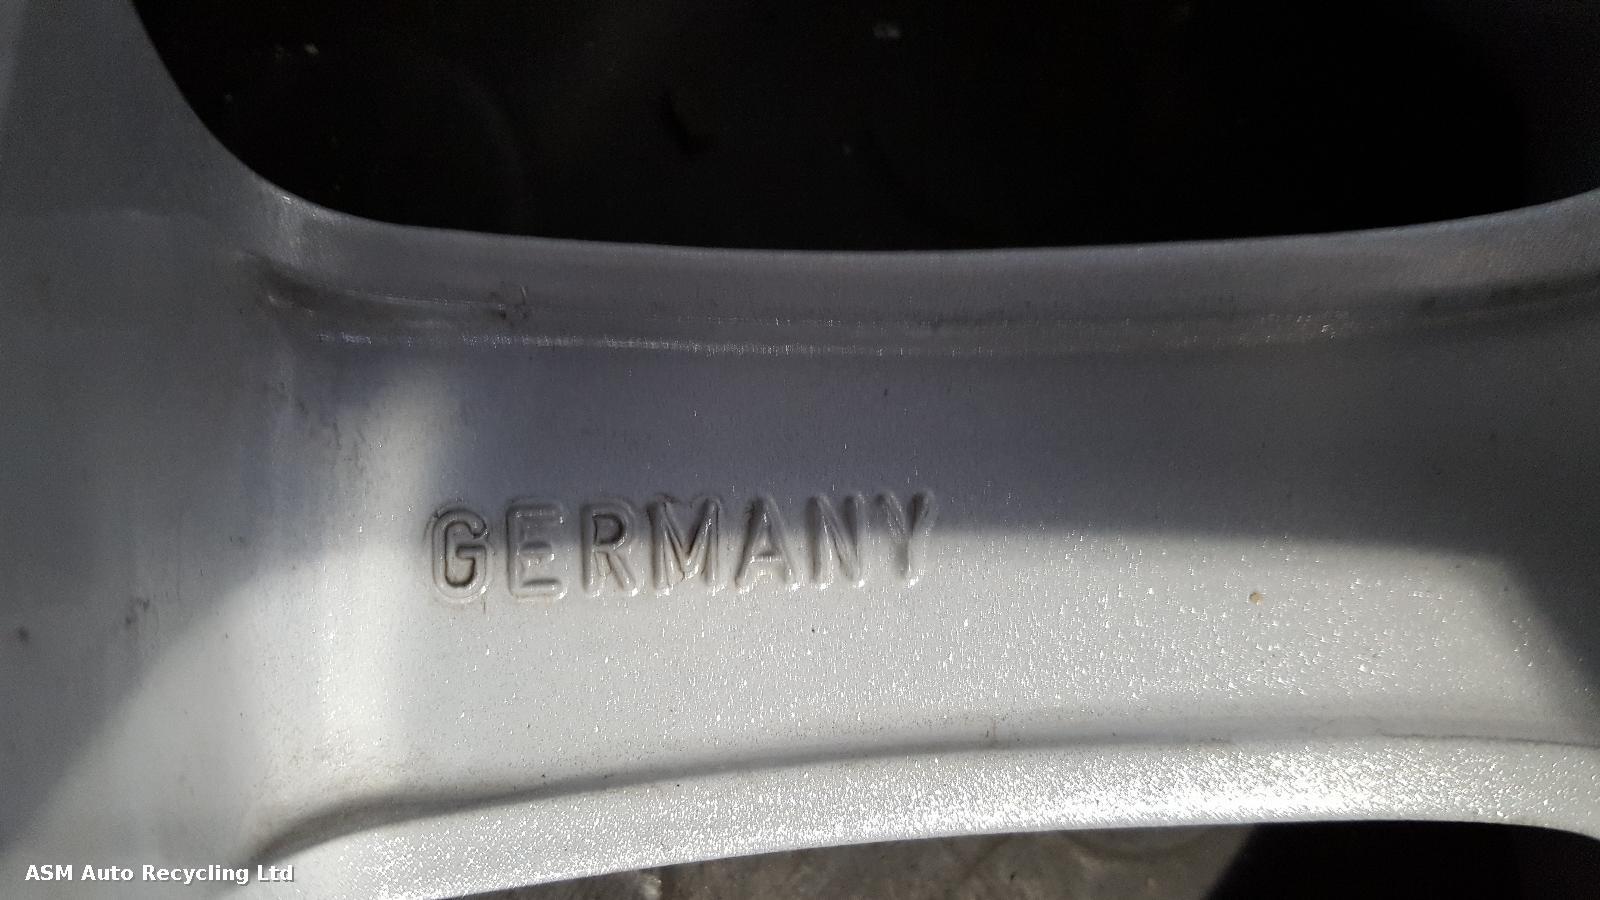 GERMANY
ASM Auto Recycling Ltd